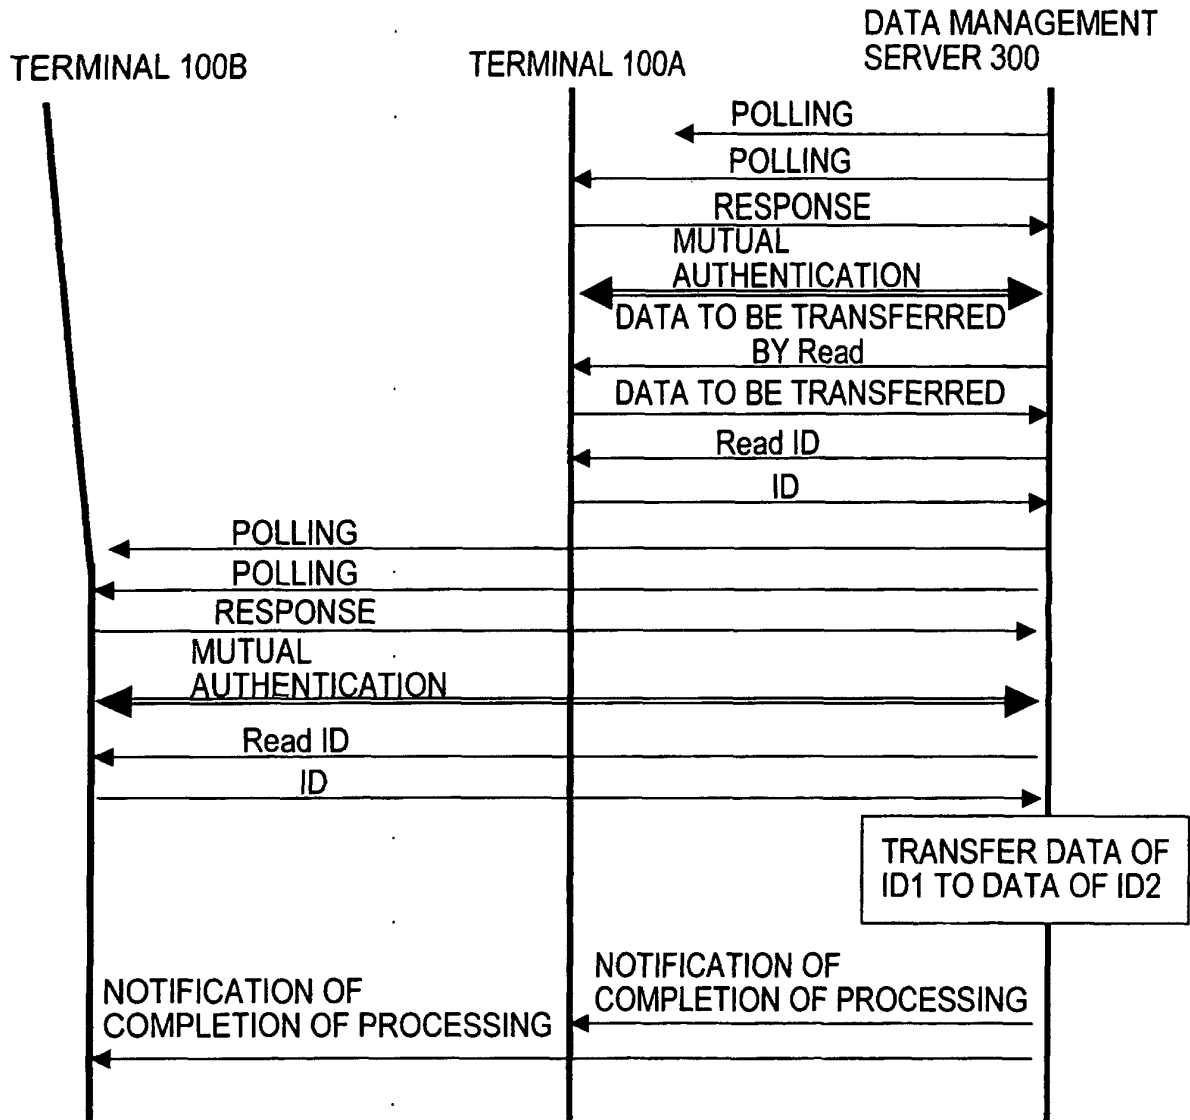 DATA MANAGEMENT
SERVER 300
TERMINAL 100B
TERMINAL 100A
POLLING
POLLING
RESPONSE
MUTUAL
AUTHENTICATION
DATA TO BE TRANSFERRED
BY Read
DATA TO BE TRANSFERRED
Read ID
ID
POLLING
POLLING
RESPONSE
MUTUAL
AUTHENTICATION
Read ID
ID
TRANSFER DATA OF
ID1 TO DATA OF ID2
NOTIFICATION OF
COMPLETION OF PROCESSING
NOTIFICATION OF
COMPLETION OF PROCESSING